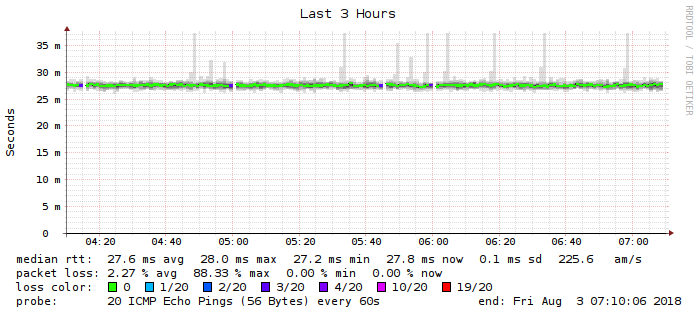 Last 3 Hours
RRDTOOL / TOBI OETIKER
Seconds
35 m
30 m
25 m
20 m
15 m
10 m
5 m
0
04:20 04:40 05:00 05:20 05:40 06:00 06:20 06:40 07:00
median rtt: 27.6 ms avg 28.0 ms max 27.2 ms min 27.8 ms now 0.1 ms sd 225.6 am/s
packet loss: 2.27 % avg 88.33 % max 0.00 % min 0.00 % now
loss color: 0 1/20 2/20 3/20 4/20 10/20 19/20
probe: 20 ICMP Echo Pings (56 Bytes) every 60s end: Fri Aug 3 07:10:06 2018